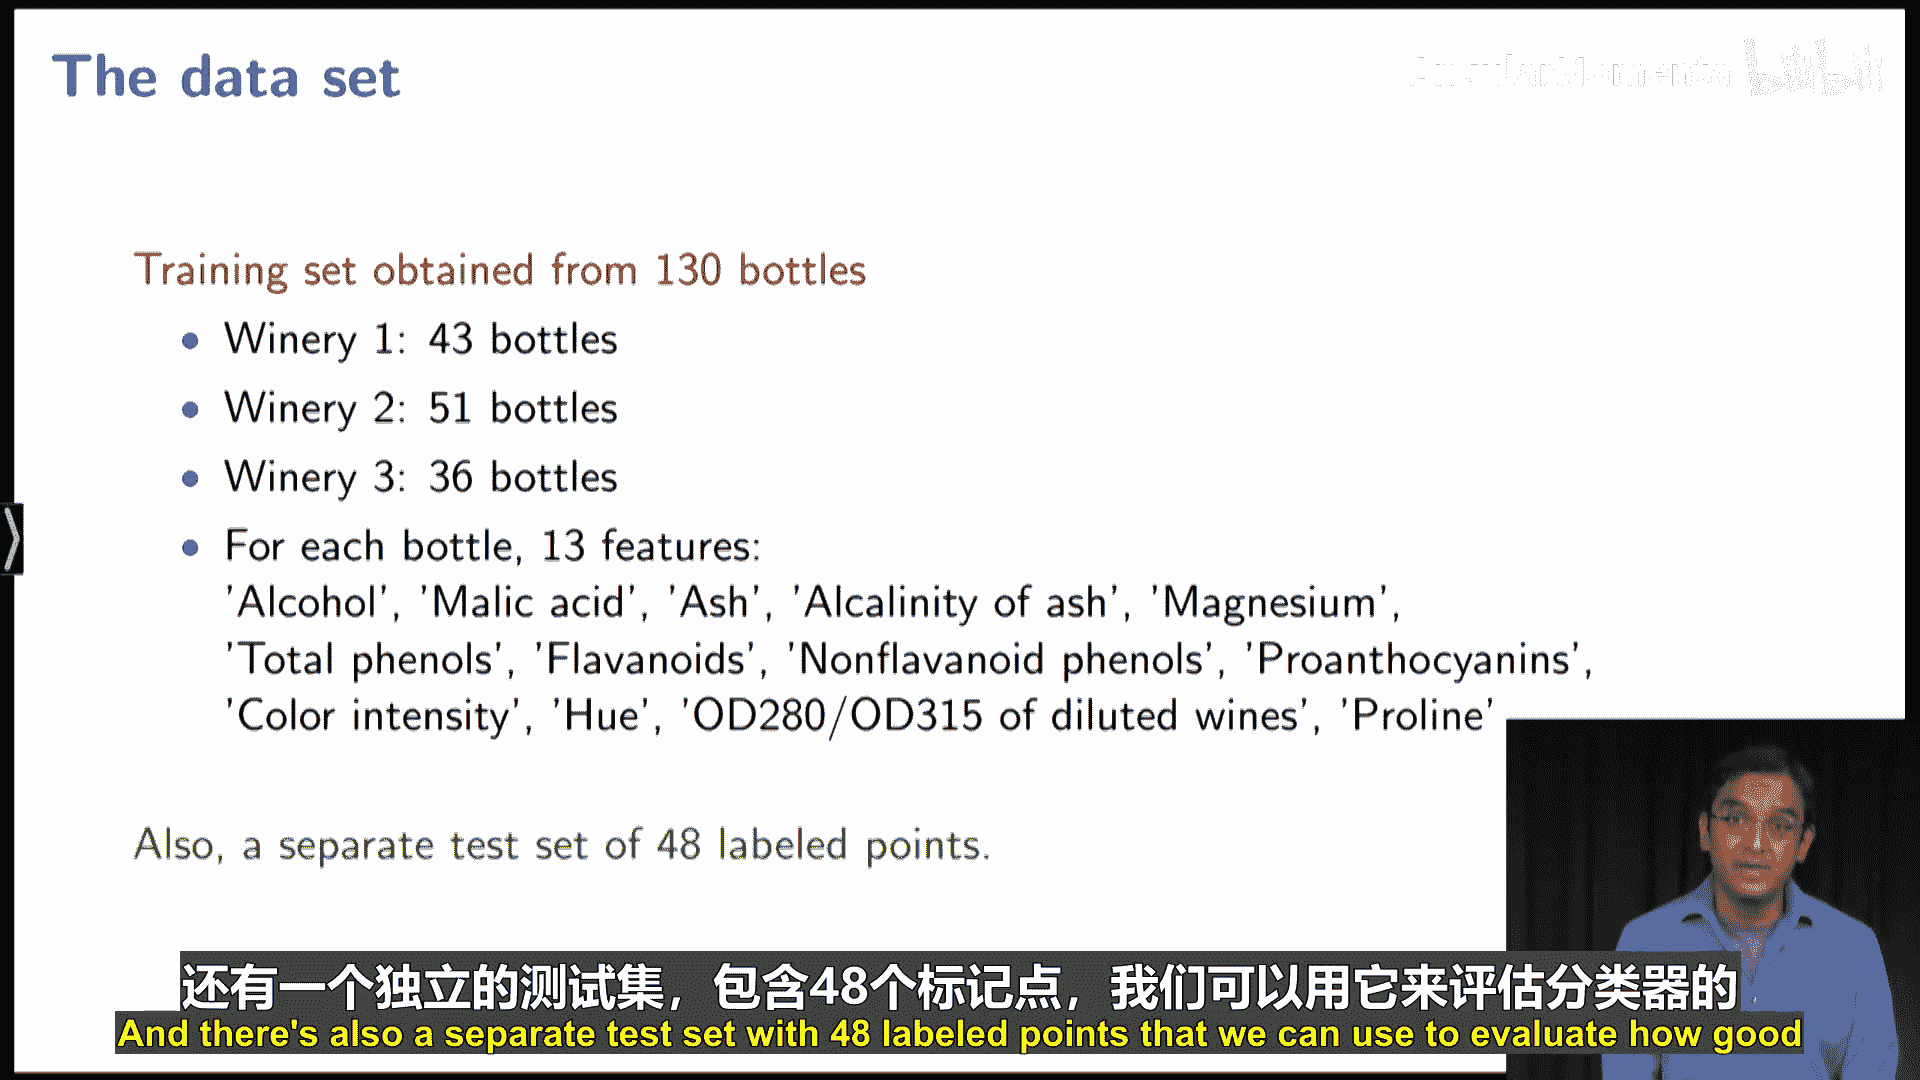 The data set
bilibili
Training set obtained from 130 bottles
• Winery 1: 43 bottles
• Winery 2: 51 bottles
• Winery 3: 36 bottles
• For each bottle, 13 features:
'Alcohol', 'Malic acid', 'Ash', 'Alcalinity of ash', 'Magnesium',
'Total phenols', 'Flavanoids', 'Nonflavanoid phenols', 'Proanthocyanins',
'Color intensity', 'Hue', 'OD280/OD315 of diluted wines', 'Proline'
Also, a separate test set of 48 labeled points.
还有一个独立的测试集，包含48个标记点，我们可以用它来评估分类器的
And there's also a separate test set with 48 labeled points that we can use to evaluate how good